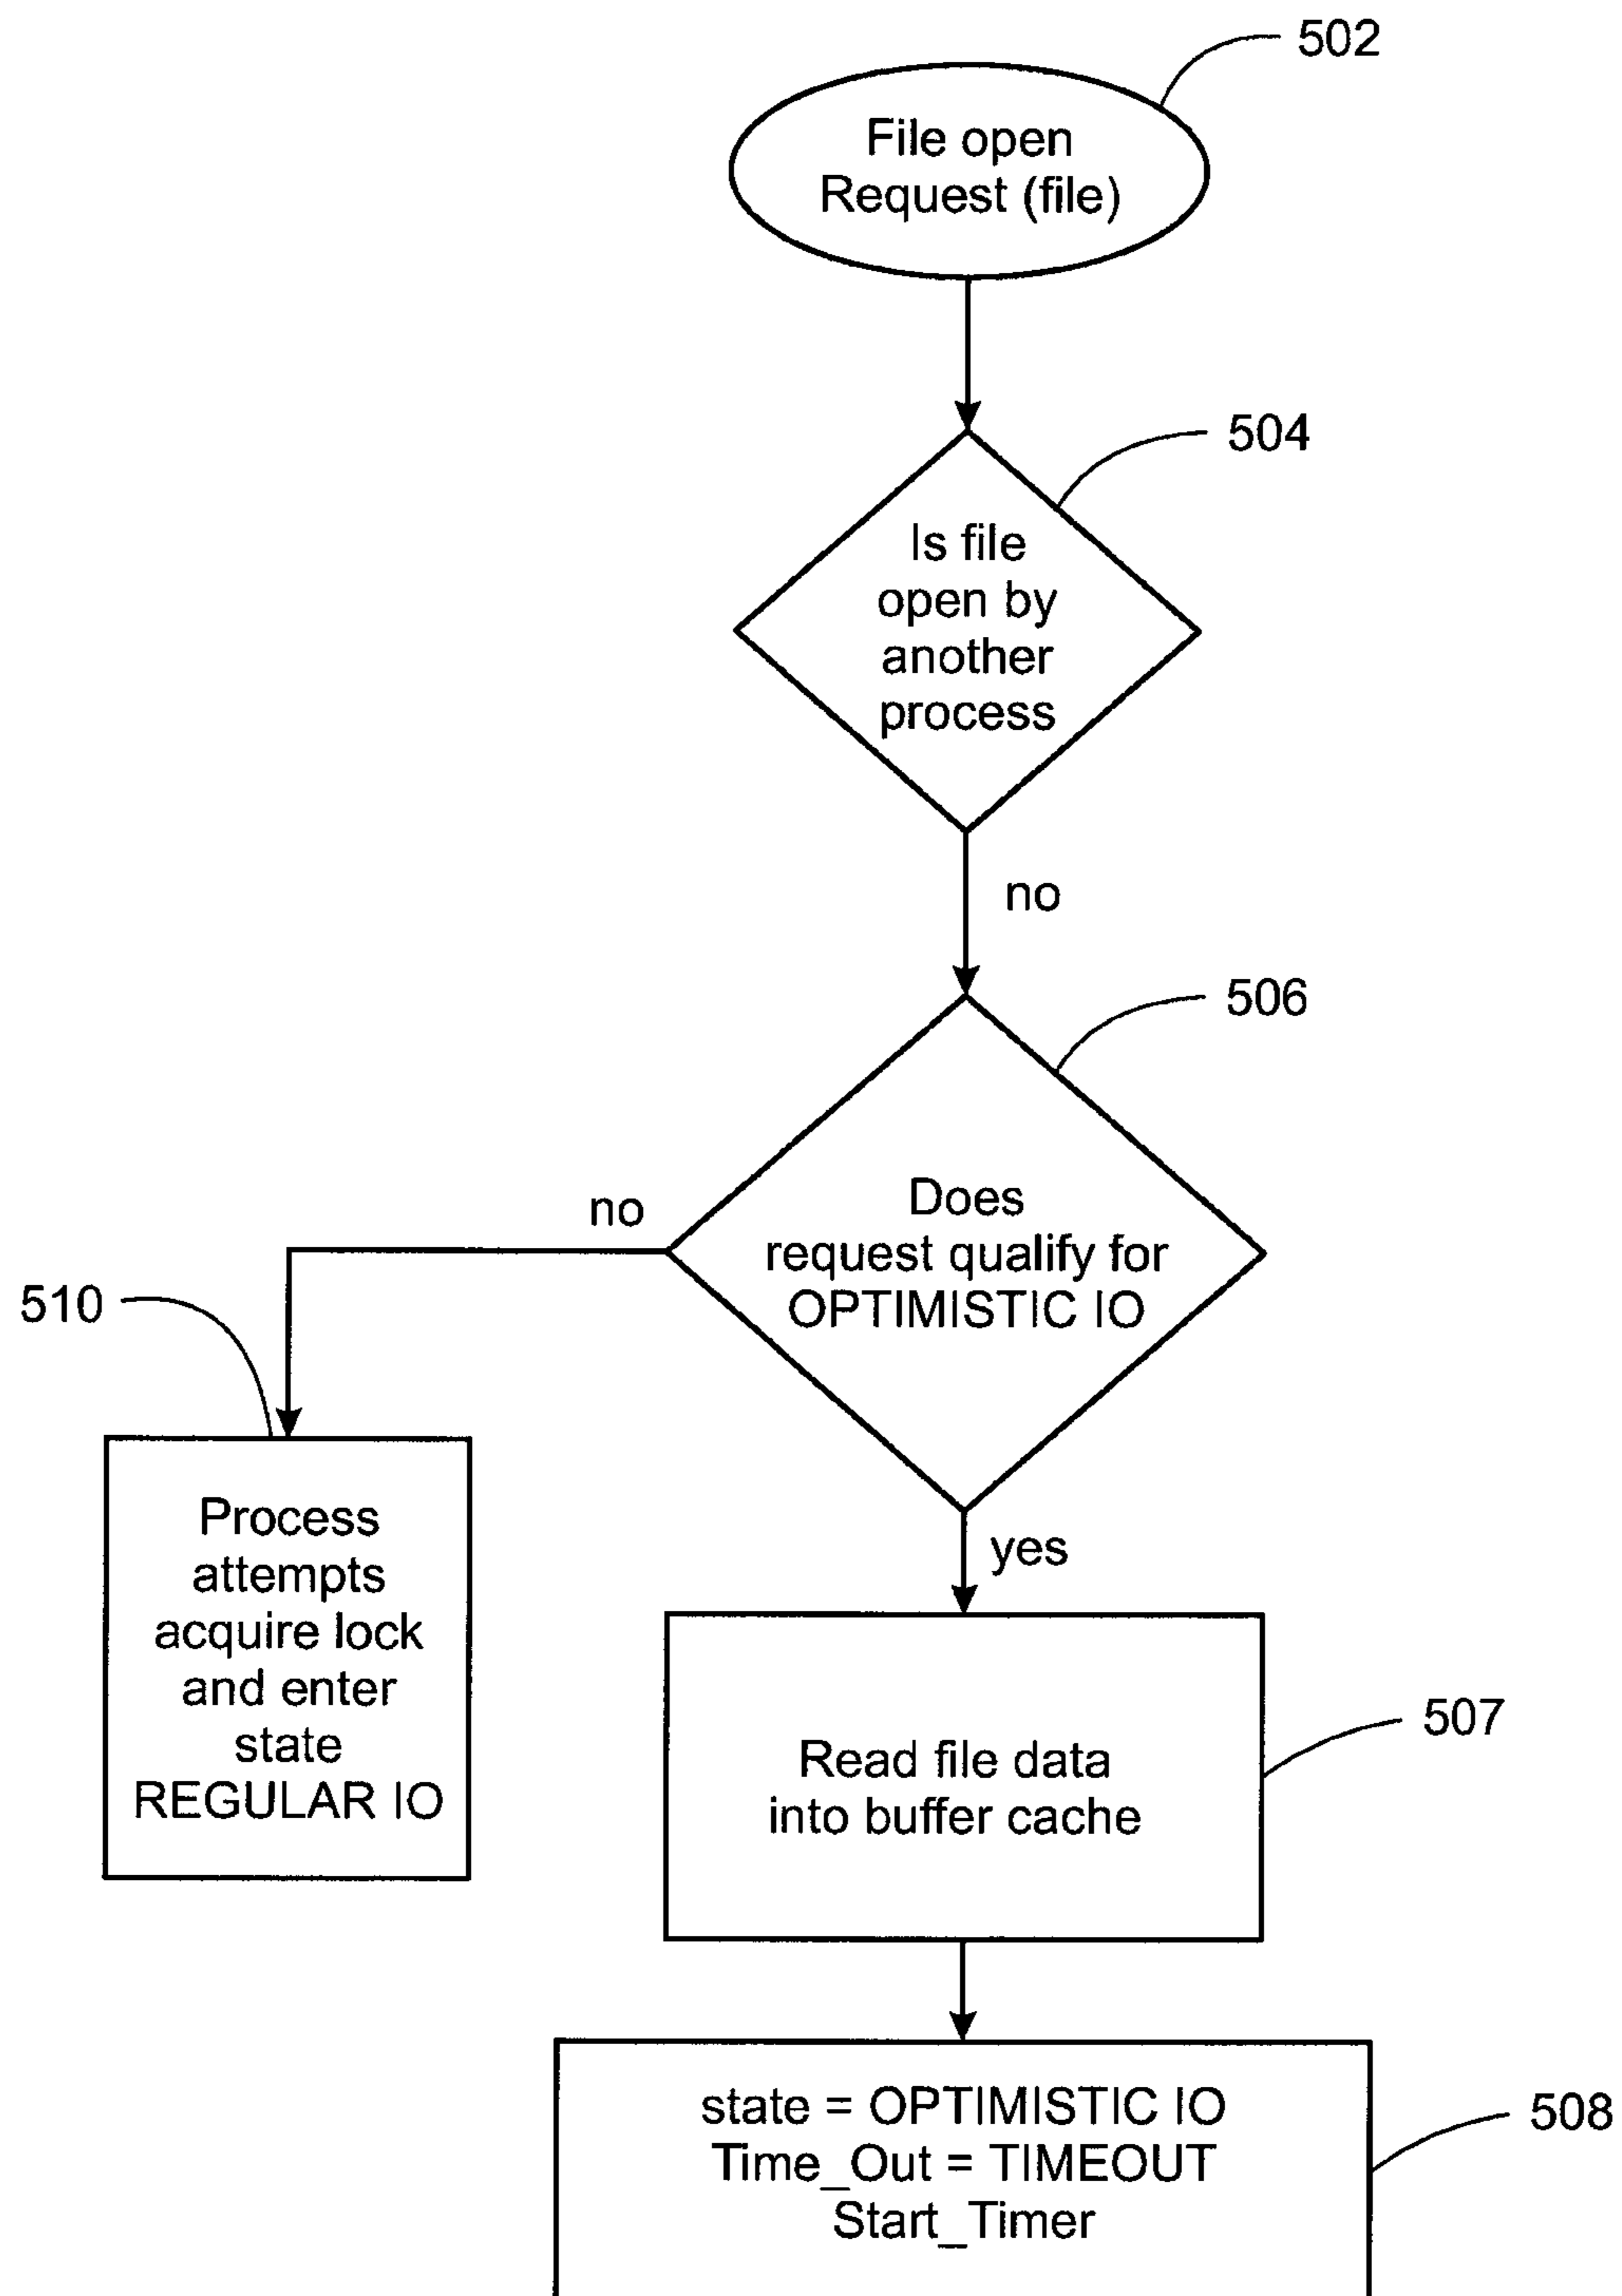 502
File open
Request (file)
504
Is file
open by
another
process
no
506
Does
request qualify for
OPTIMISTIC IO
no
510
yes
Process
attempts
acquire lock
and enter
state
REGULAR IO
507
Read file data
into buffer cache
508
state = OPTIMISTIC IO
Time_Out = TIMEOUT
Start_Timer